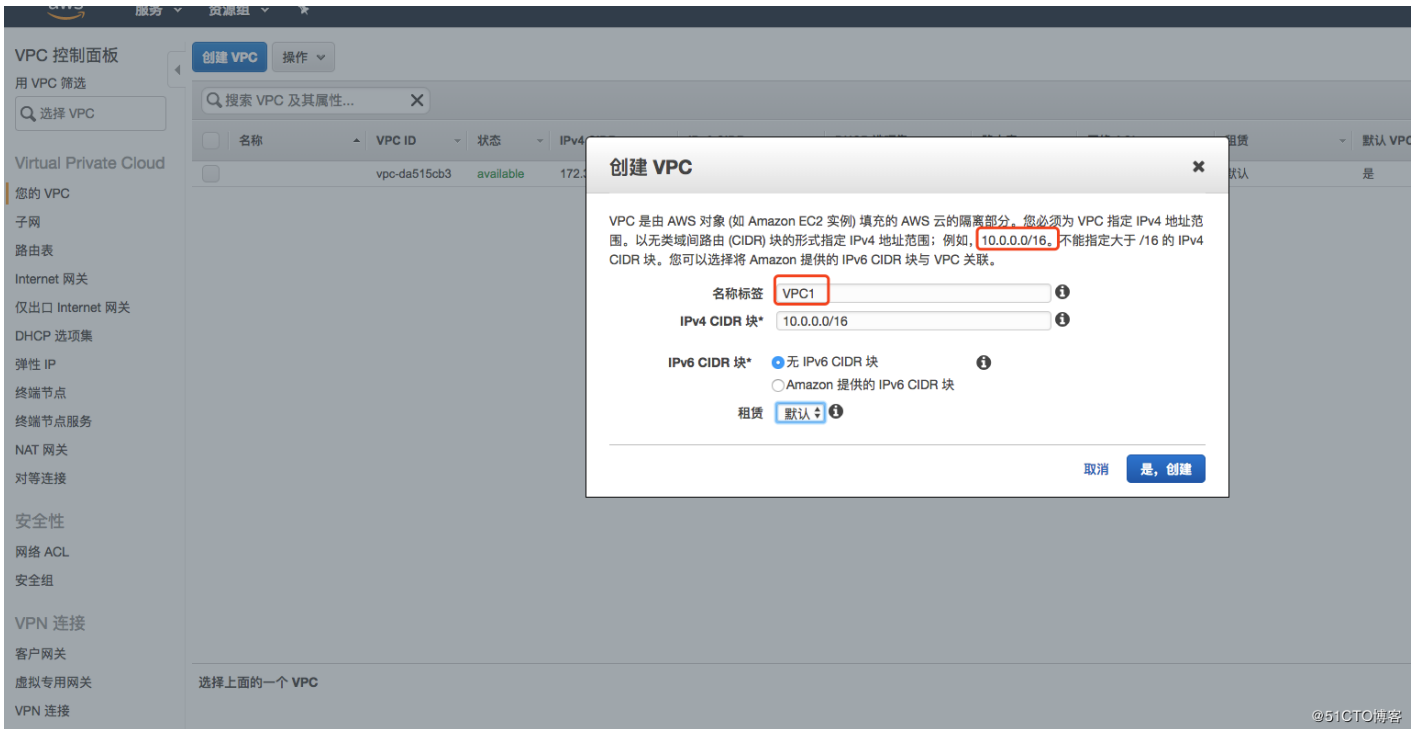 aws
服务
资源组
VPC 控制面板
用 VPC 筛选
选择 VPC
Virtual Private Cloud
您的 VPC
子网
路由表
Internet 网关
仅出口 Internet 网关
DHCP 选项集
弹性 IP
终端节点
终端节点服务
NAT 网关
对等连接
安全性
网络 ACL
安全组
VPN 连接
客户网关
虚拟专用网关
VPN 连接
创建 VPC
操作
搜索 VPC 及其属性...
名称 VPC ID 状态 IPv4 租赁 默认 VPC
vpc-da515cb3 available 172.3 默认 是
创建 VPC
VPC 是由 AWS 对象 (如 Amazon EC2 实例) 填充的 AWS 云的隔离部分。您必须为 VPC 指定 IPv4 地址范
围。以无类域间路由 (CIDR) 块的形式指定 IPv4 地址范围；例如，10.0.0.0/16。不能指定大于 /16 的 IPv4
CIDR 块。您可以选择将 Amazon 提供的 IPv6 CIDR 块与 VPC 关联。
名称标签 VPC1
IPv4 CIDR 块* 10.0.0.0/16
IPv6 CIDR 块* 无 IPv6 CIDR 块
Amazon 提供的 IPv6 CIDR 块
租赁 默认
取消 是，创建
选择上面的一个 VPC
@51CTO博客